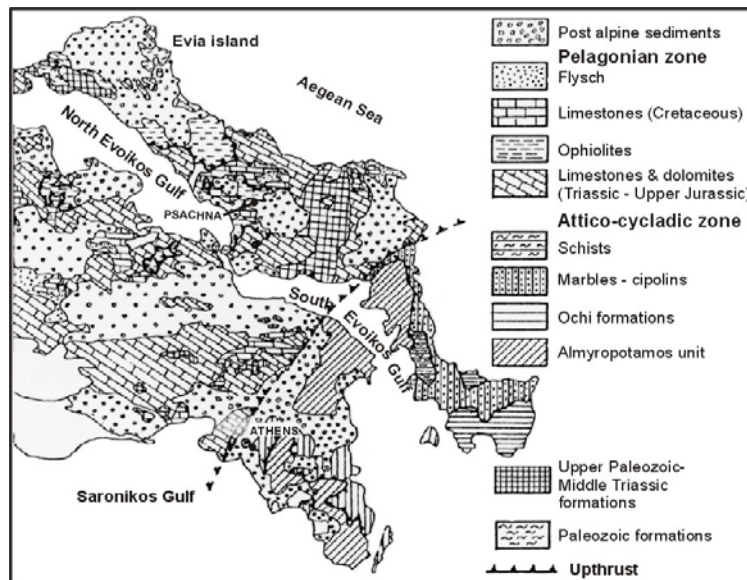 Evia island
Aegean Sea
North Evoikos Gulf
PSACHNA
South Evoikos Gulf
ATHENS
Saronikos Gulf
Post alpine sediments
Pelagonian zone
Flysch
Limestones (Cretaceous)
Ophiolites
Limestones & dolomites
(Triassic - Upper Jurassic)
Attico-cycladic zone
Schists
Marbles - cipolins
Ochi formations
Almyropotamos unit
Upper Paleozoic-
Middle Triassic
formations
Paleozoic formations
Upthrust